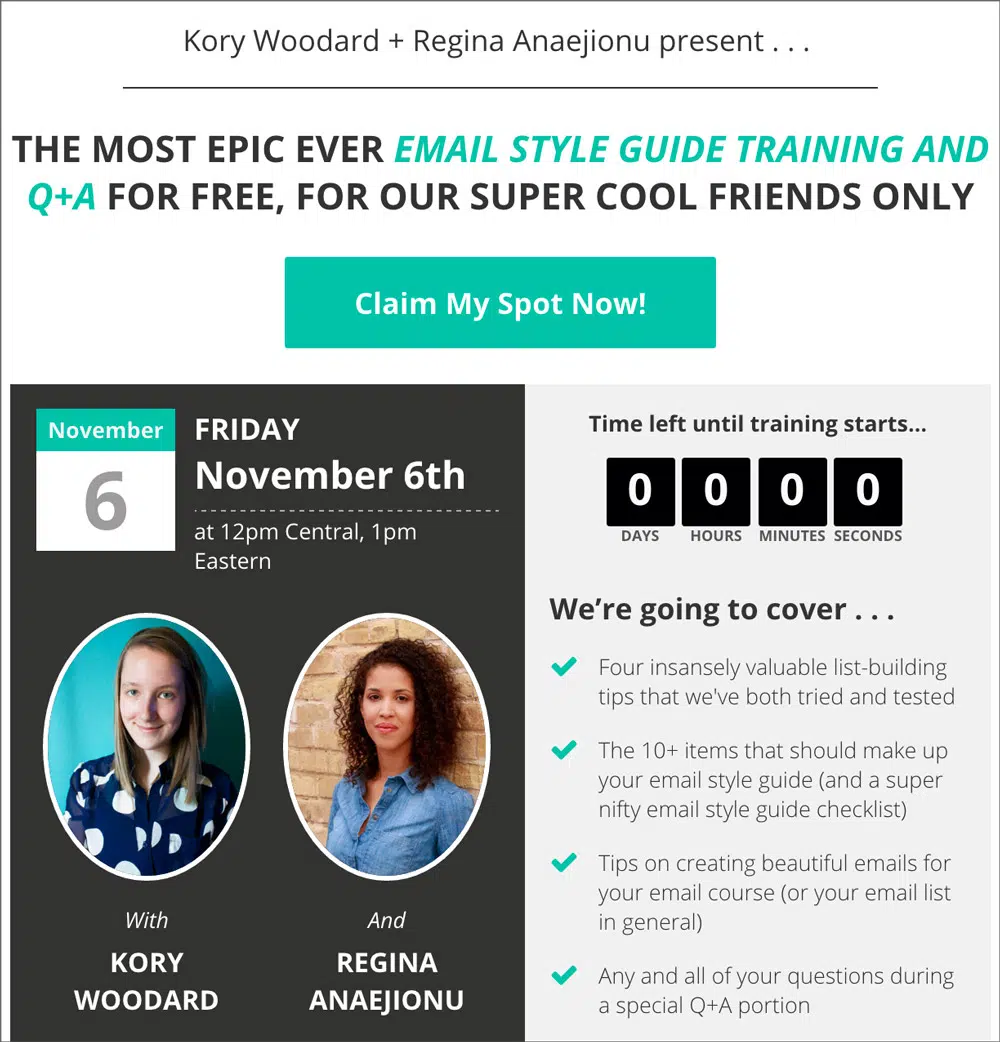 Kory Woodard + Regina Anaejionu present . . .
THE MOST EPIC EVER EMAIL STYLE GUIDE TRAINING AND
Q+A FOR FREE, FOR OUR SUPER COOL FRIENDS ONLY
Claim My Spot Now!
November
6
FRIDAY
November 6th
at 12pm Central, 1pm
Eastern
With
KORY
WOODARD
And
REGINA
ANAEJIONU
Time left until training starts...
0 0 0 0
DAYS HOURS MINUTES SECONDS
We’re going to cover . . .
Four insansely valuable list-building
tips that we've both tried and tested
The 10+ items that should make up
your email style guide (and a super
nifty email style guide checklist)
Tips on creating beautiful emails for
your email course (or your email list
in general)
Any and all of your questions during
a special Q+A portion